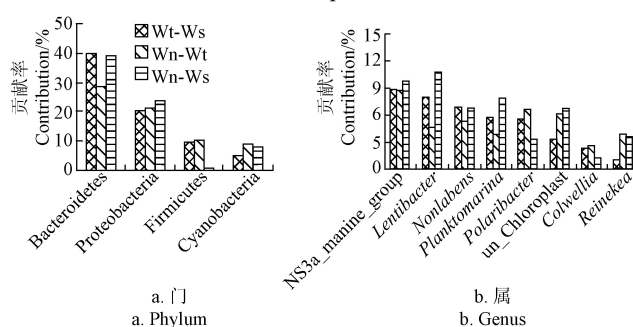 贡献率
Contribution/%
50
40
30
20
10
0
Wt-Ws
Wn-Wt
Wn-Ws
Bacteroidetes
Proteobacteria
Firmicutes
Cyanobacteria
a. 门
a. Phylum
贡献率
Contribution/%
15
12
9
6
5
0
NS3a_manine_group
Lentibacter
Nonlabens
Planktomarina
Polaribacter
un_Chloroplast
Colwellia
Reinekea
b. 属
b. Genus